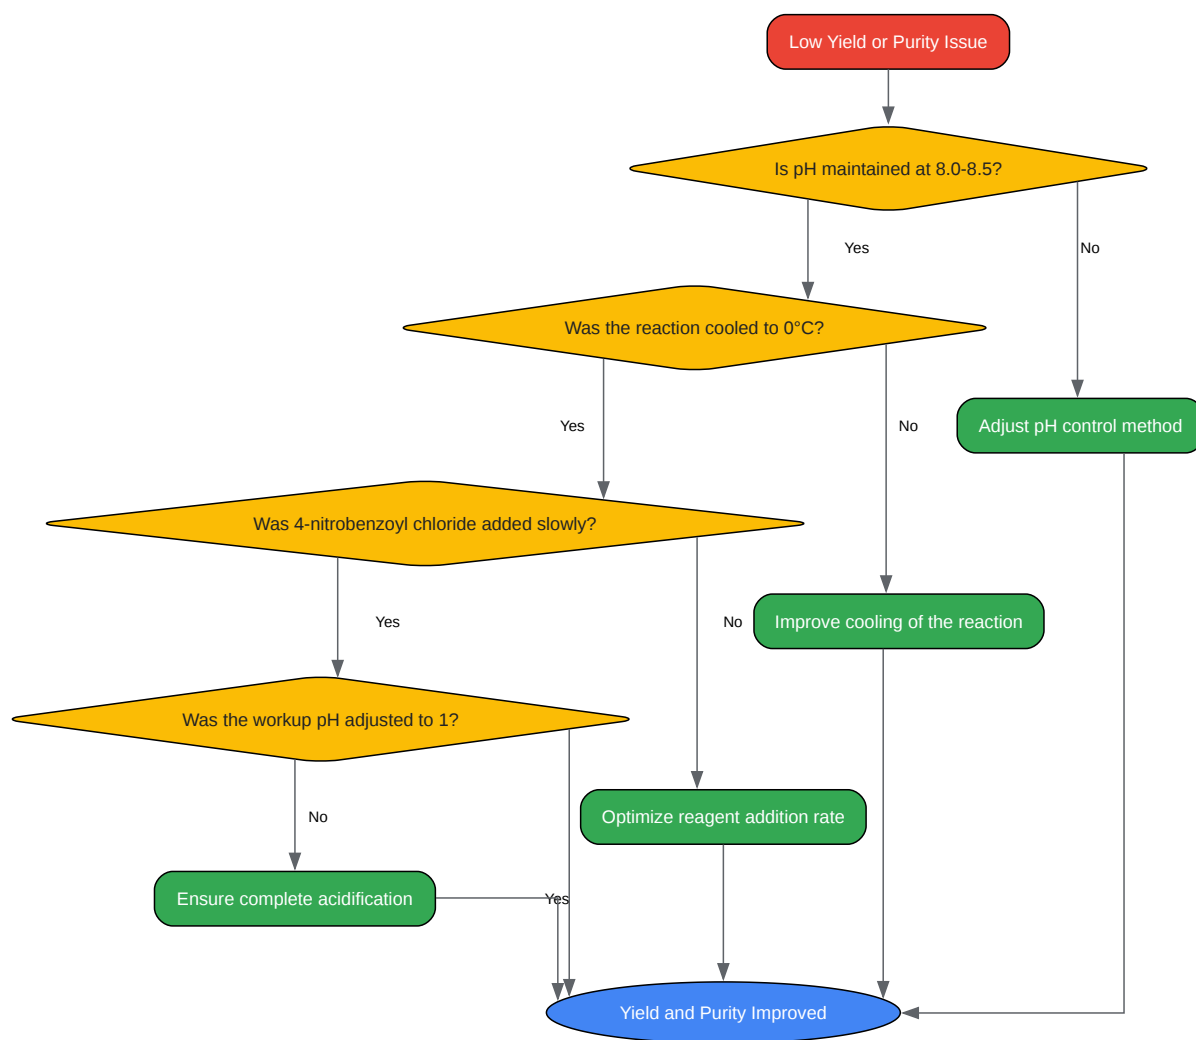 Low Yield or Purity Issue
Is pH maintained at 8.0-8.5?
Yes
No
Was the reaction cooled to 0°C?
Yes
No
Adjust pH control method
Was 4-nitrobenzoyl chloride added slowly?
Yes
No
Improve cooling of the reaction
Was the workup pH adjusted to 1?
No
Optimize reagent addition rate
Ensure complete acidification
Yes
Yield and Purity Improved